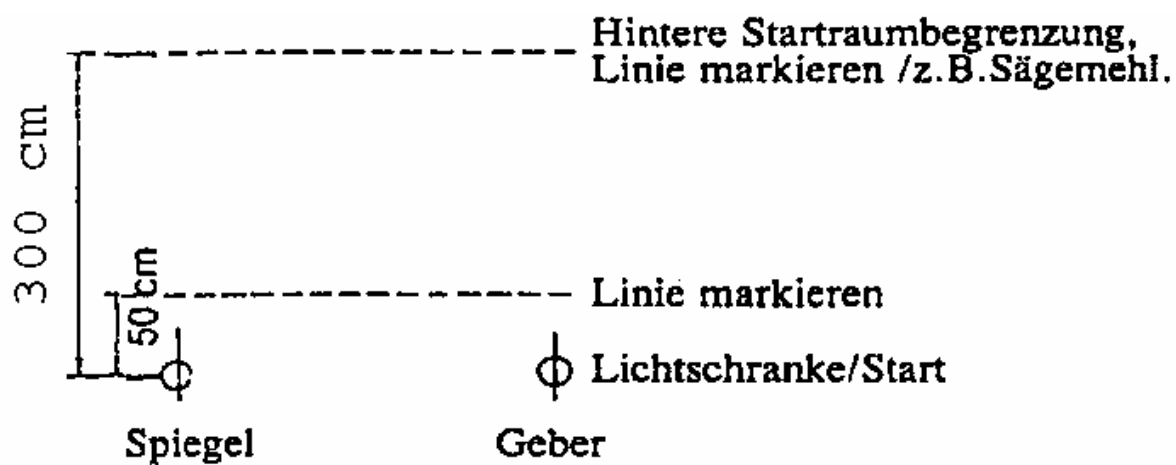 Hintere Startraumbegrenzung,
Linie markieren /z.B.Sägemehl.
300 cm
50 cm
Linie markieren
Lichtschranke/Start
Spiegel
Geber